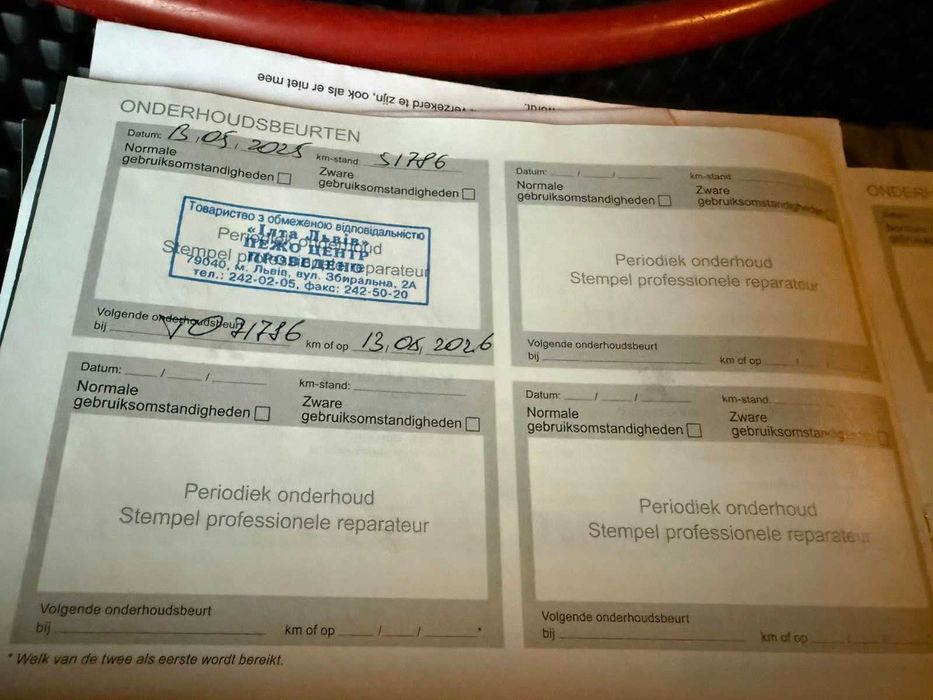 verzekerd te zijn, ook als er niet mee
ONDERHOUDSBEURTEN
Datum: 13,05,2025 km-stand: 51786
Normale gebruiksomstandigheden
Zware gebruiksomstandigheden
Товариство з обмеженою відповідальністю
«Ілта Львів»
ПЕЖО ЦЕНТР
ПРОВЕДЕНО
79040, м. Львів, вул. Збиральна, 2А
тел.: 242-02-05, факс: 242-50-20
Periodiek onderhoud
Stempel professionele reparateur
Volgende onderhoudsbeurt
bij 71786 km of op 13,05,2026
Datum: / / km-stand:
Normale gebruiksomstandigheden
Zware gebruiksomstandigheden
Periodiek onderhoud
Stempel professionele reparateur
Volgende onderhoudsbeurt
bij km of op /
Datum: / / km-stand:
Normale gebruiksomstandigheden
Zware gebruiksomstandigheden
Periodiek onderhoud
Stempel professionele reparateur
Volgende onderhoudsbeurt
bij km of op / / *
Datum: / / km-stand:
Normale gebruiksomstandigheden
Zware gebruiksomstandigheden
Periodiek onderhoud
Stempel professionele reparateur
Volgende onderhoudsbeurt
bij km of op / /
* Welk van de twee als eerste wordt bereikt.